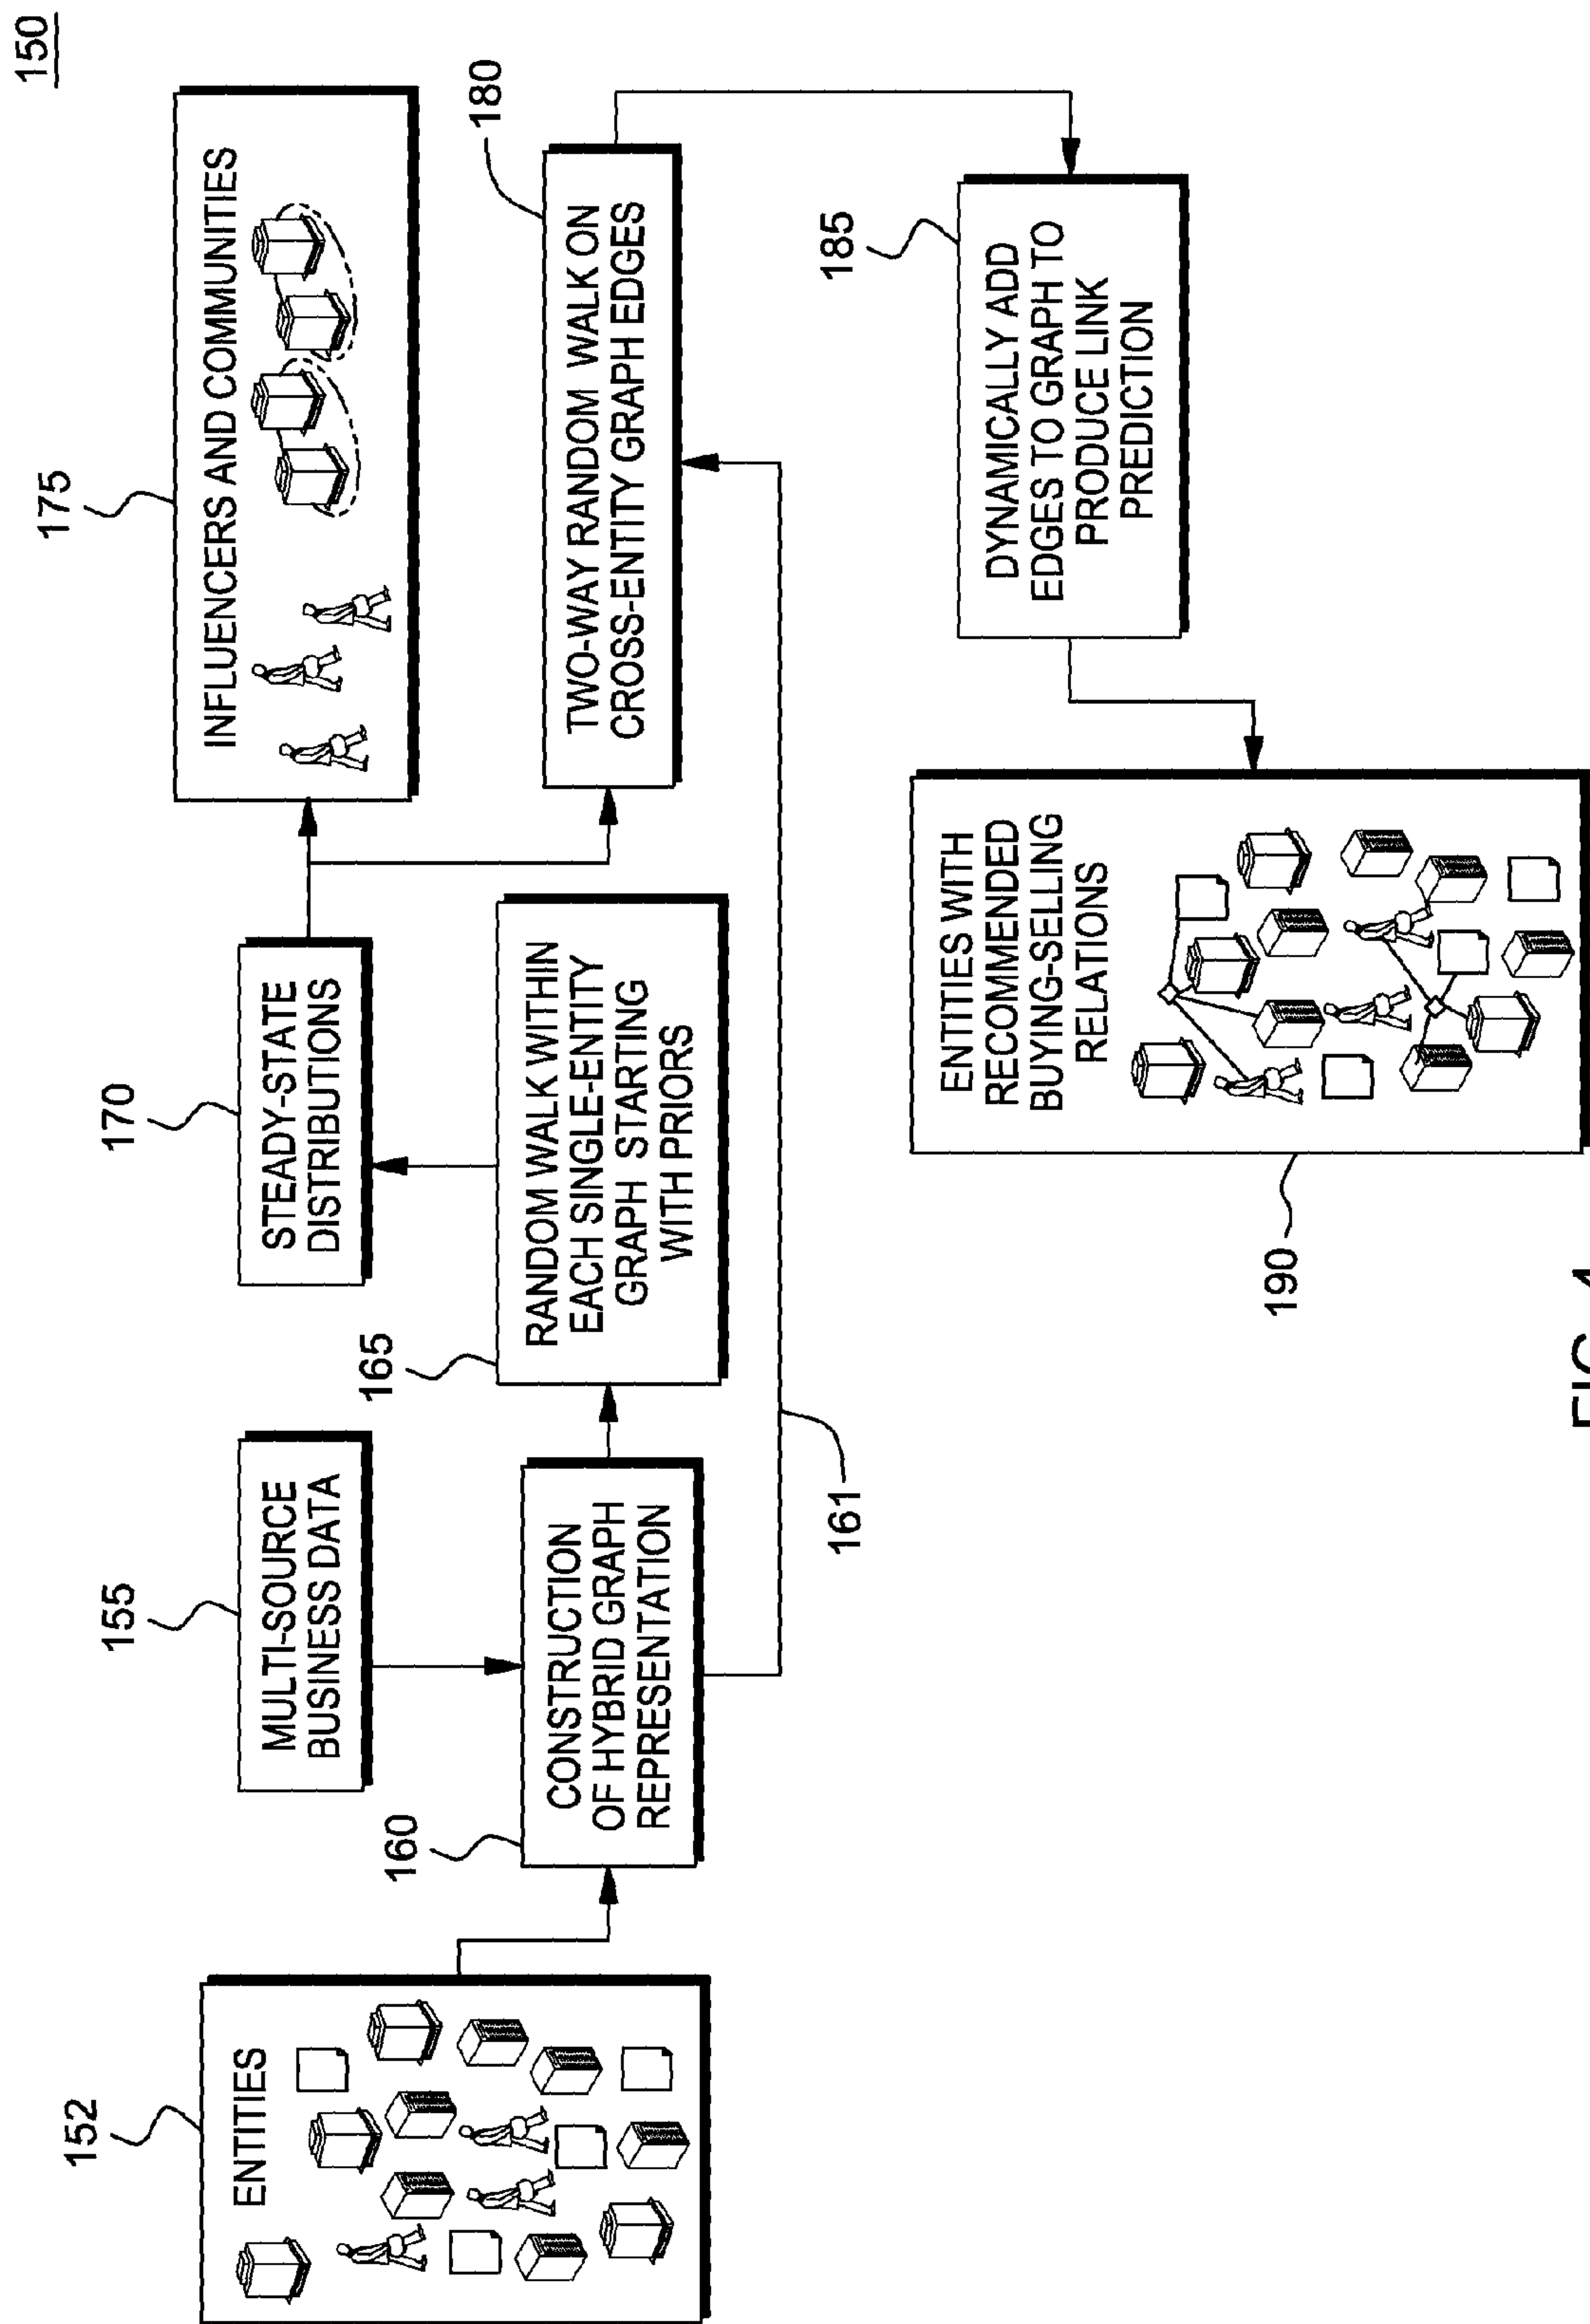 150
152
ENTITIES
155
MULTI-SOURCE
BUSINESS DATA
160
CONSTRUCTION
OF HYBRID GRAPH
REPRESENTATION
161
165
RANDOM WALK WITHIN
EACH SINGLE-ENTITY
GRAPH STARTING
WITH PRIORS
170
STEADY-STATE
DISTRIBUTIONS
175
INFLUENCERS AND COMMUNITIES
180
TWO-WAY RANDOM WALK ON
CROSS-ENTITY GRAPH EDGES
185
DYNAMICALLY ADD
EDGES TO GRAPH TO
PRODUCE LINK
PREDICTION
190
ENTITIES WITH
RECOMMENDED
BUYING-SELLING
RELATIONS
FIG.